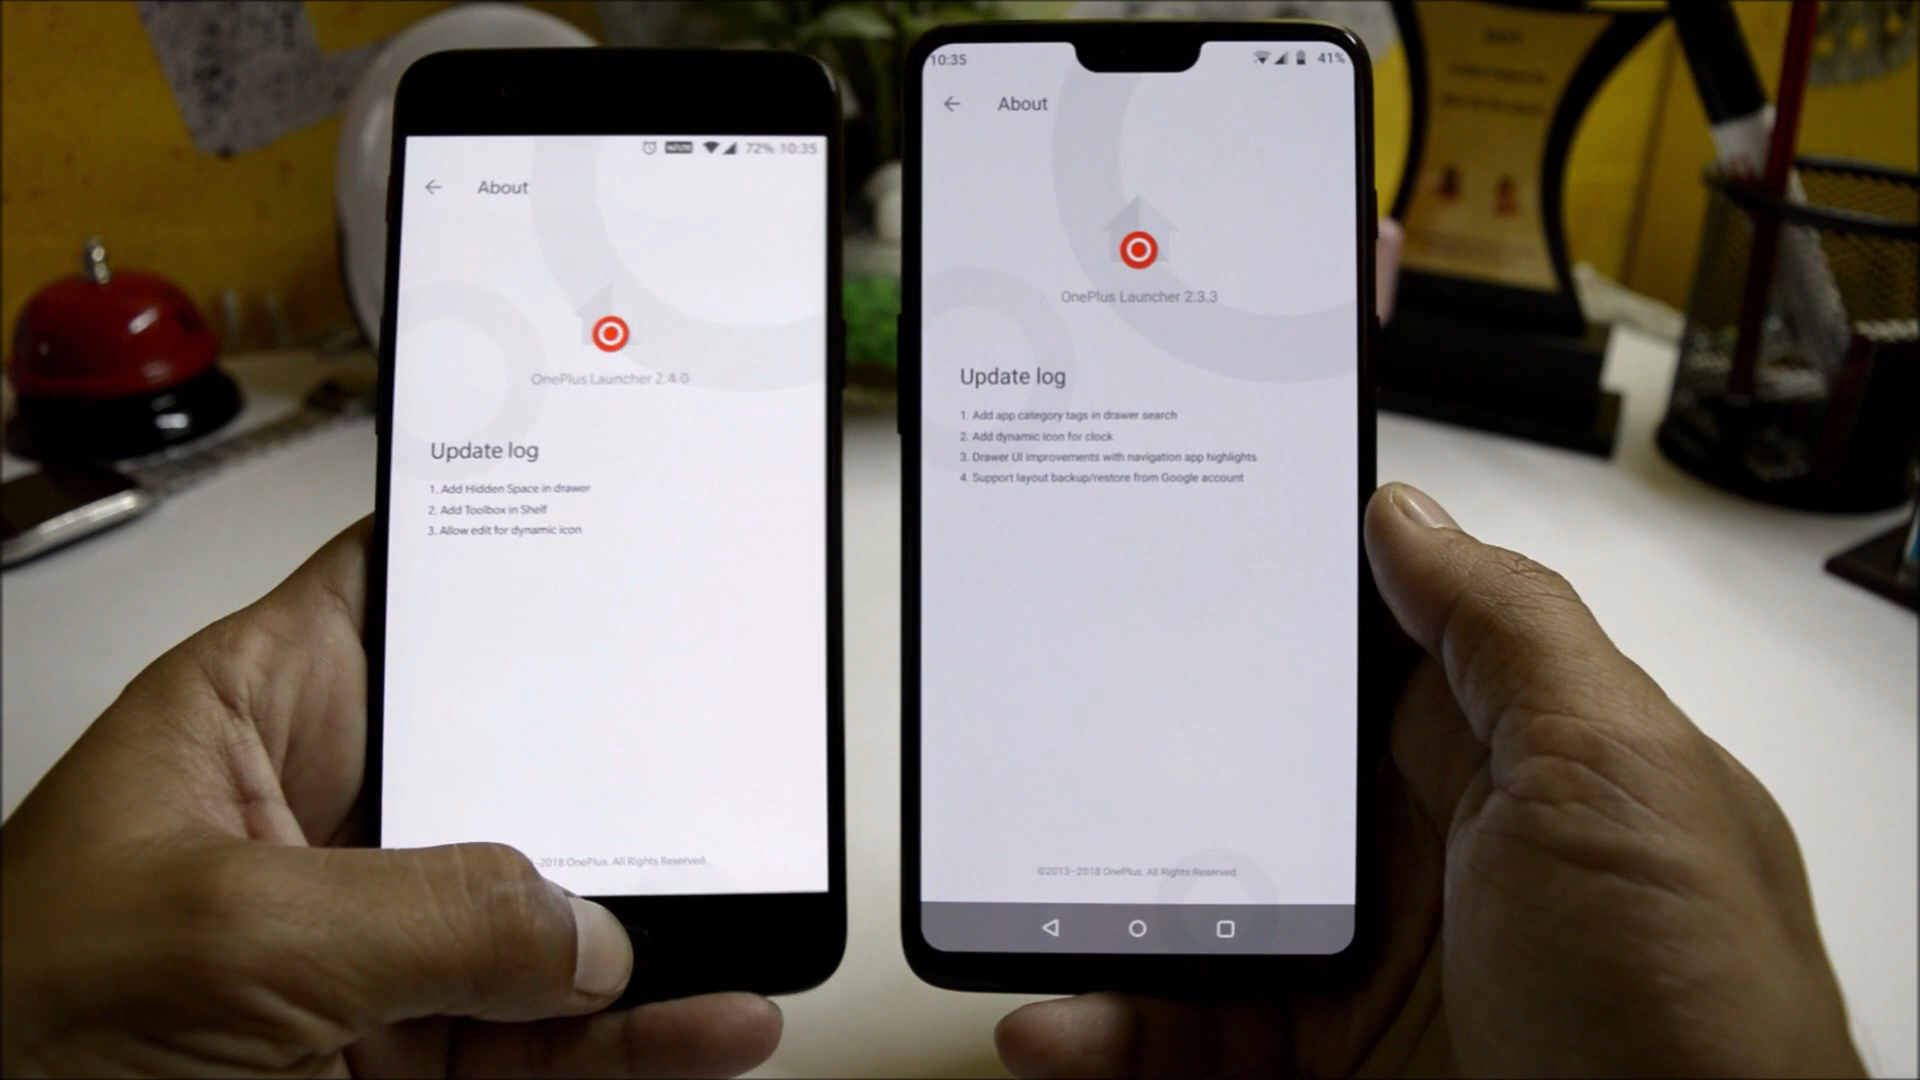 72% 10:35
About
OnePlus Launcher 2.4.0
Update log
1. Add Hidden Space in drawer
2. Add Toolbox in Shelf
3. Allow edit for dynamic icon
-2018 OnePlus. All Rights Reserved.
10:35
41%
About
OnePlus Launcher 2.3.3
Update log
1. Add app category tags in drawer search
2. Add dynamic icon for clock
3. Drawer UI improvements with navigation app highlights
4. Support layout backup/restore from Google account
©2013–2018 OnePlus. All Rights Reserved.